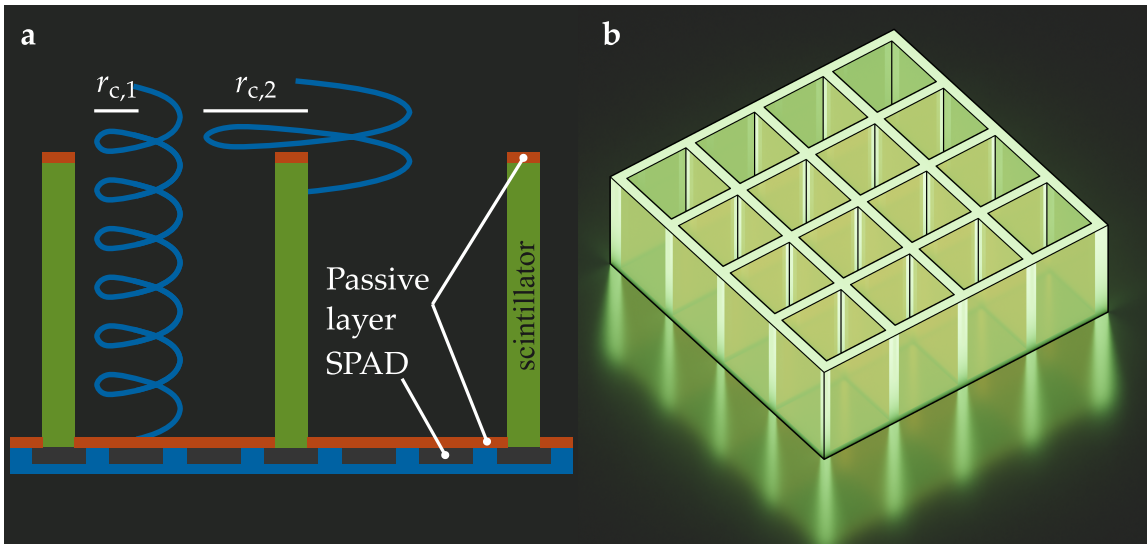 a
r_c,1
r_c,2
Passive
layer
SPAD
scintillator
b